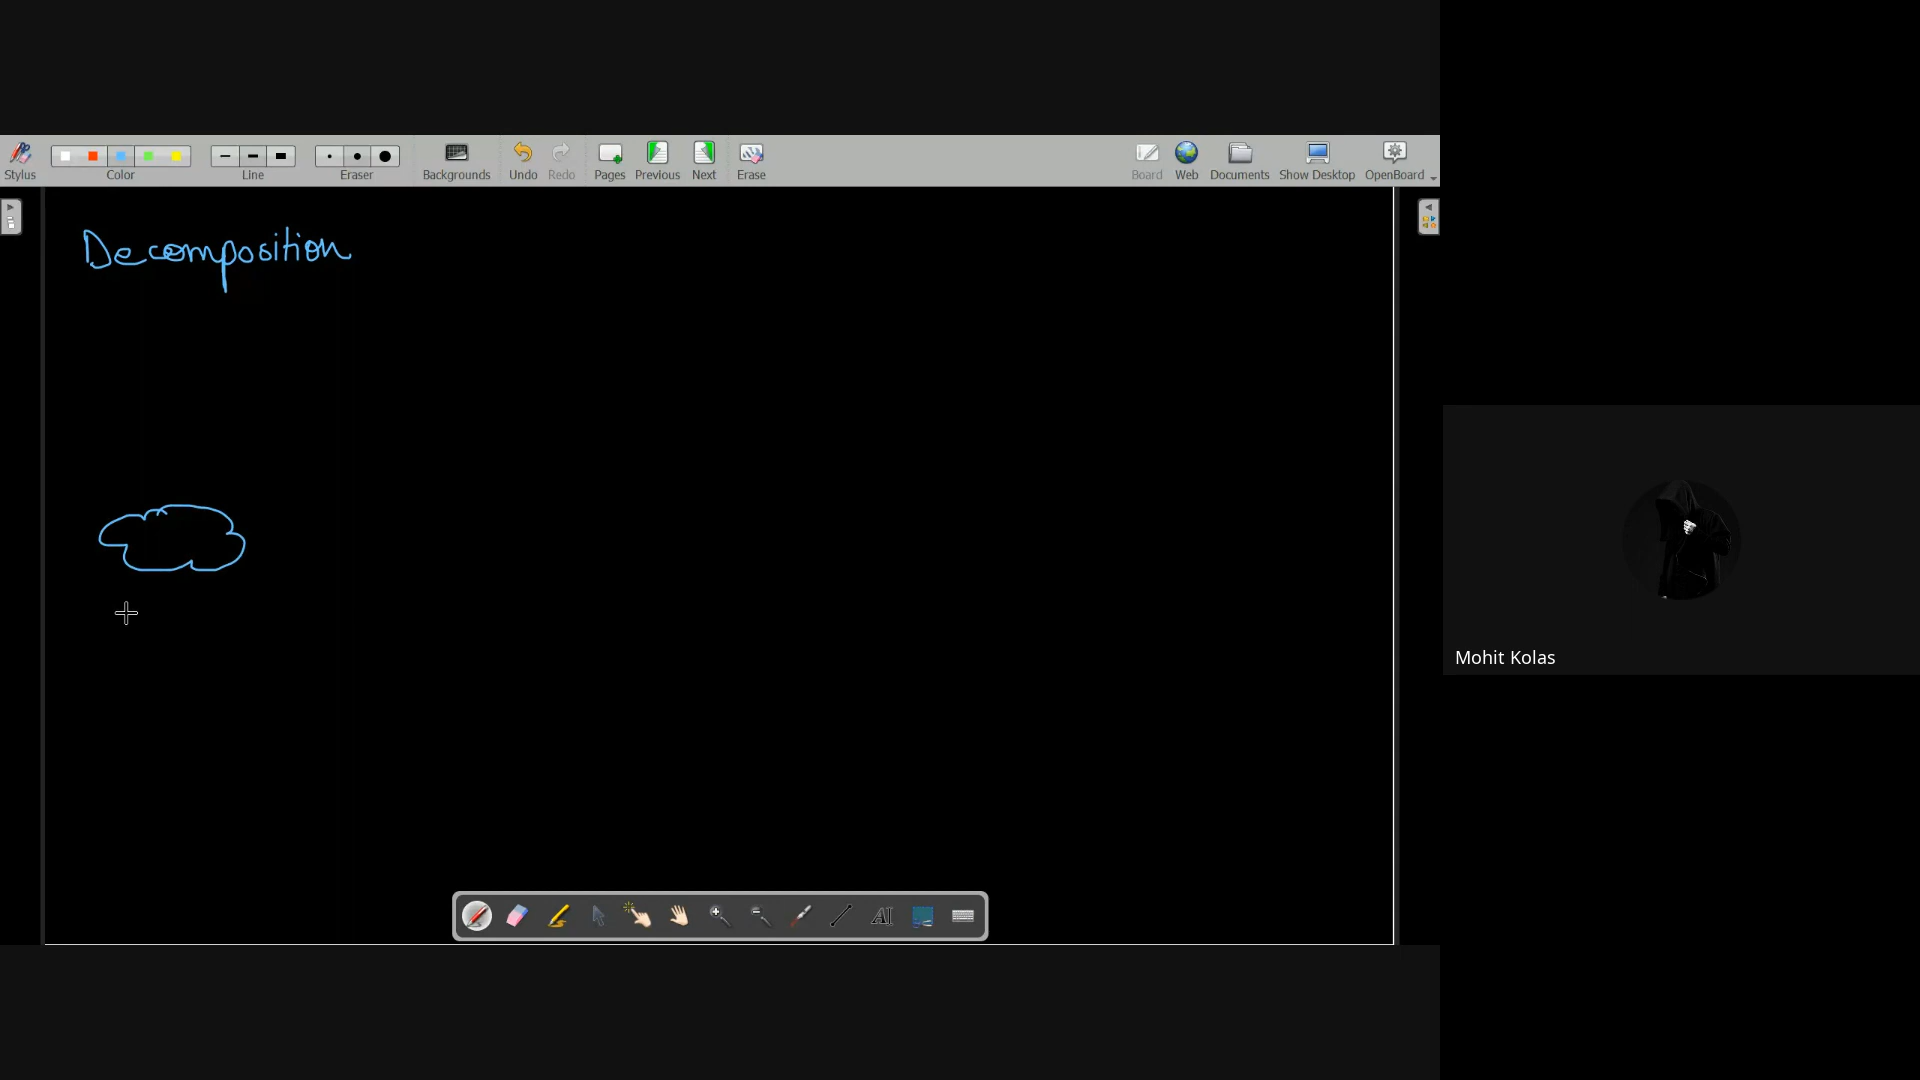 Stylus Color Line Eraser Backgrounds Undo Redo Pages Previous Next Erase Board Web Documents Show Desktop OpenBoard
Decomposition
AI
Mohit Kolas